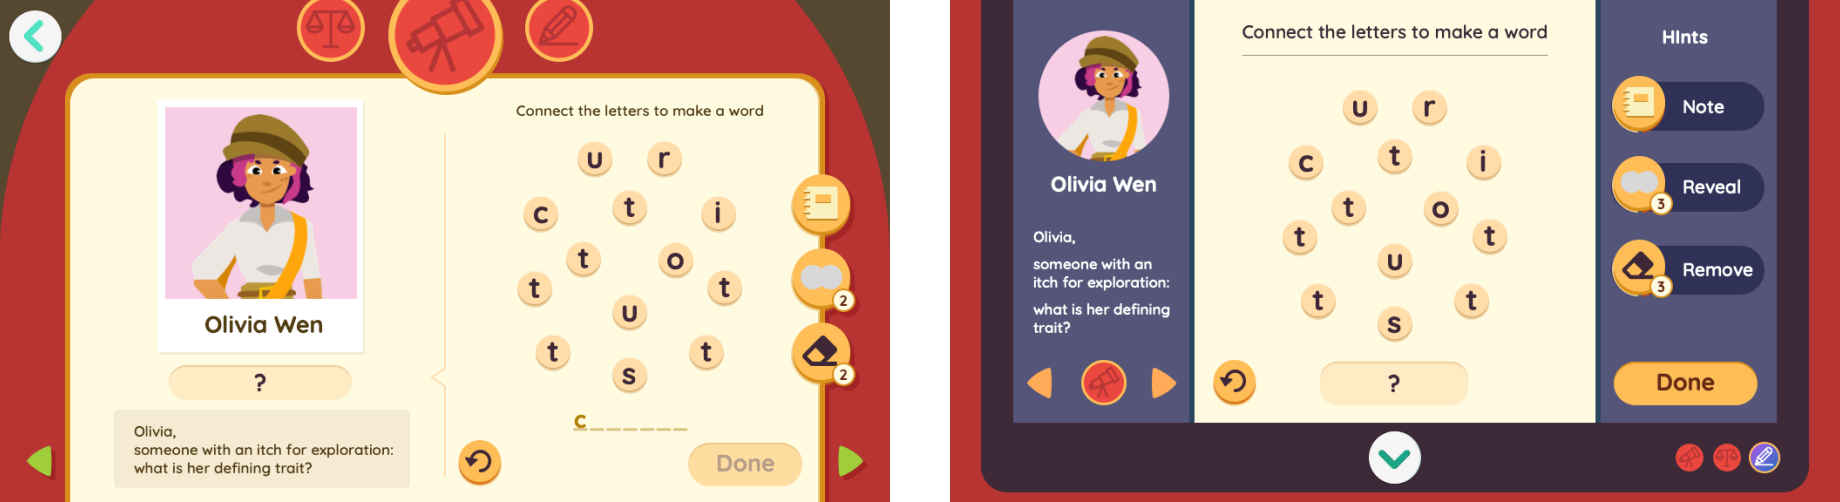 Connect the letters to make a word
u r
c t i
t o
t t
u
t t
s
c _ _ _ _ _ _
Olivia Wen
?
Olivia,
someone with an itch for exploration:
what is her defining trait?
2
2
Done
Olivia Wen
Olivia,
someone with an
itch for exploration:
what is her defining
trait?
Connect the letters to make a word
u r
c t i
t o
t t
u
t t
s
?
HInts
Note
Reveal
3
Remove
3
Done